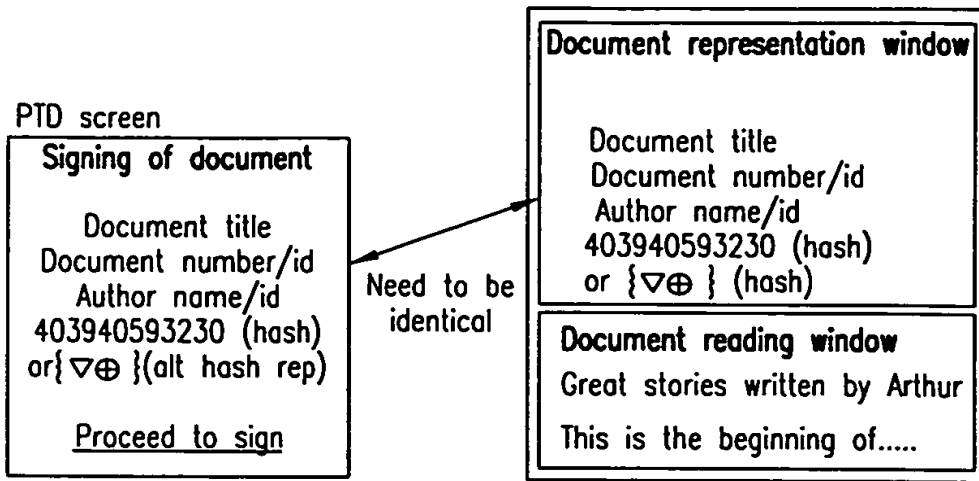 PTD screen
Signing of document
Document title
Document number/id
Author name/id
403940593230 (hash)
or{ ▽⊕ }(alt hash rep)
Proceed to sign
Need to be
identical
Document representation window
Document title
Document number/id
Author name/id
403940593230 (hash)
or {▽⊕ } (hash)
Document reading window
Great stories written by Arthur
This is the beginning of.....